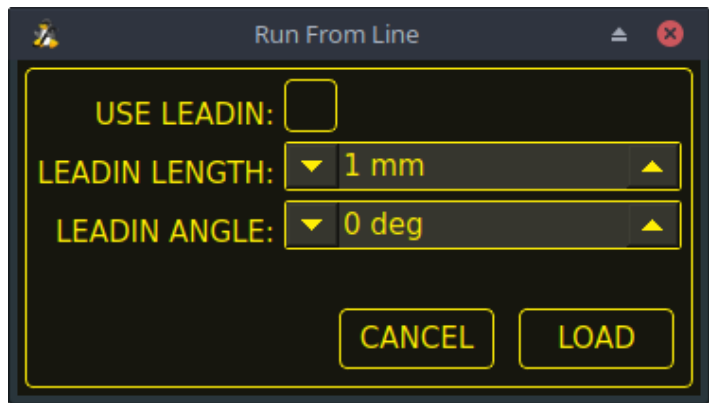 Run From Line
USE LEADIN:
LEADIN LENGTH: 1 mm
LEADIN ANGLE: 0 deg
CANCEL LOAD